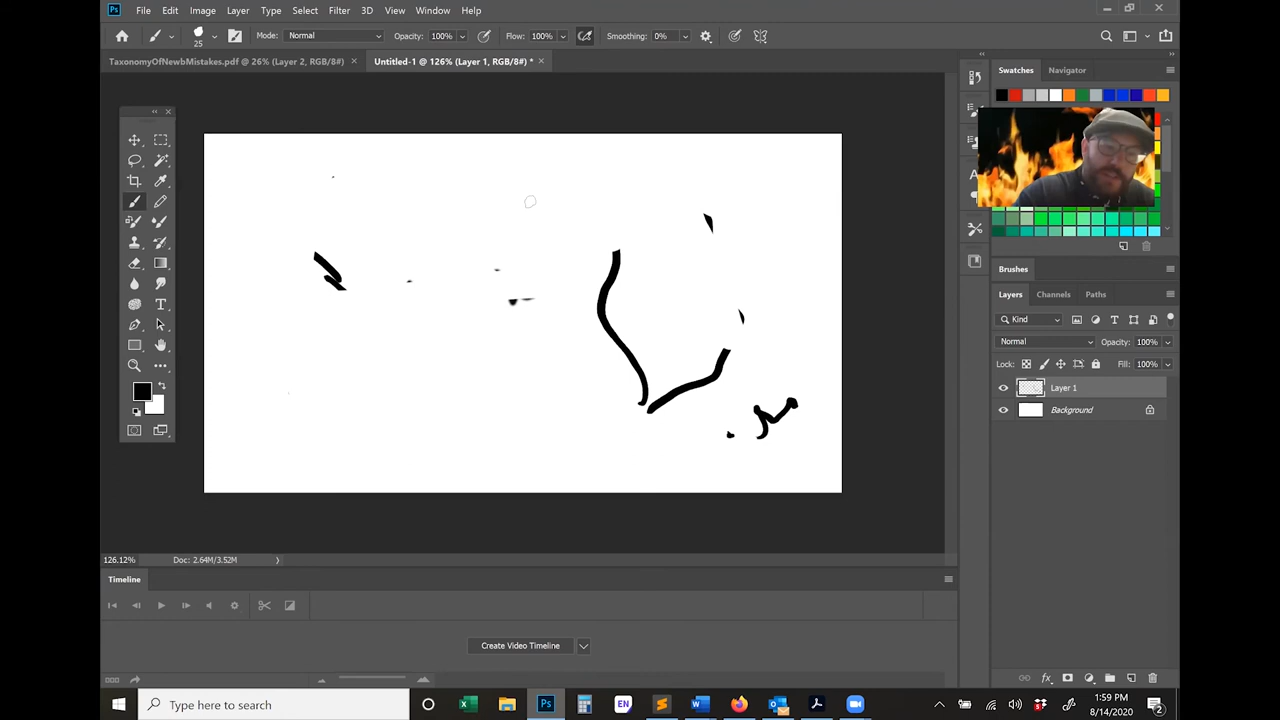 Ps File Edit Image Layer Type Select Filter 3D View Window Help
25 Mode: Normal Opacity: 100% Flow: 100% Smoothing: 0%
TaxonomyOfNewbMistakes.pdf @ 26% (Layer 2, RGB/8#) × Untitled-1 @ 126% (Layer 1, RGB/8#) * ×
Swatches Navigator
Brushes
Layers Channels Paths
Kind
Normal Opacity: 100%
Lock: Fill: 100%
Layer 1
Background
126.12% Doc: 2.64M/3.52M
Timeline
Create Video Timeline
Type here to search
Ps
EN
1:59 PM
8/14/2020
2